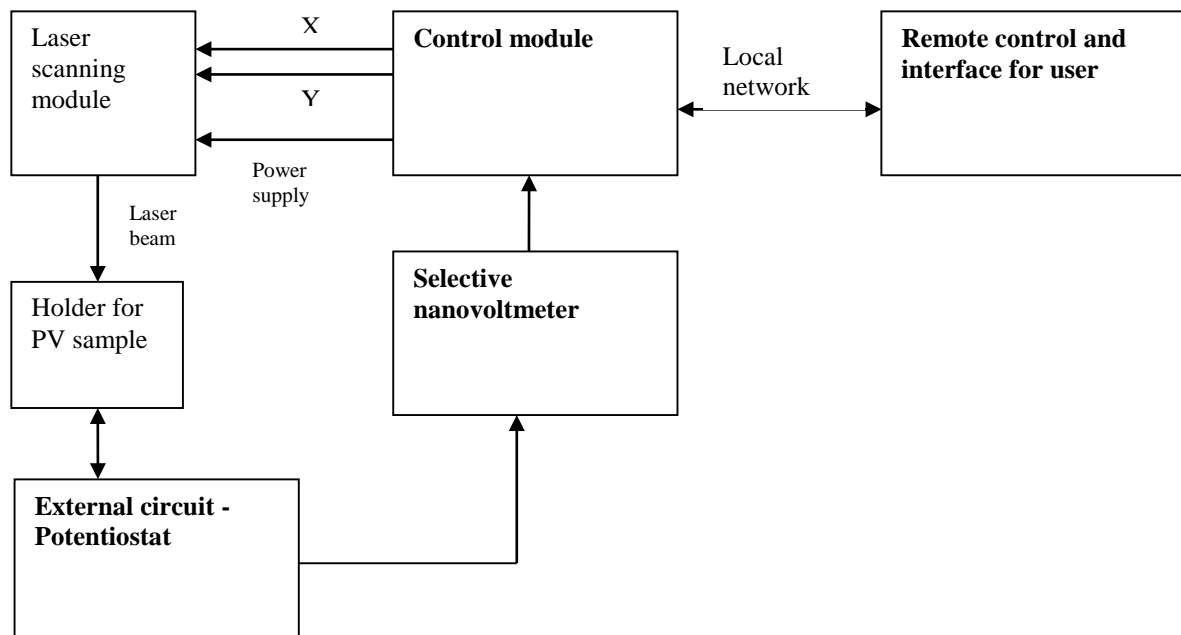 Laser
scanning
module
X
Y
Power
supply
Control module
Local
network
Remote control and
interface for user
Laser
beam
Holder for
PV sample
Selective
nanovoltmeter
External circuit -
Potentiostat